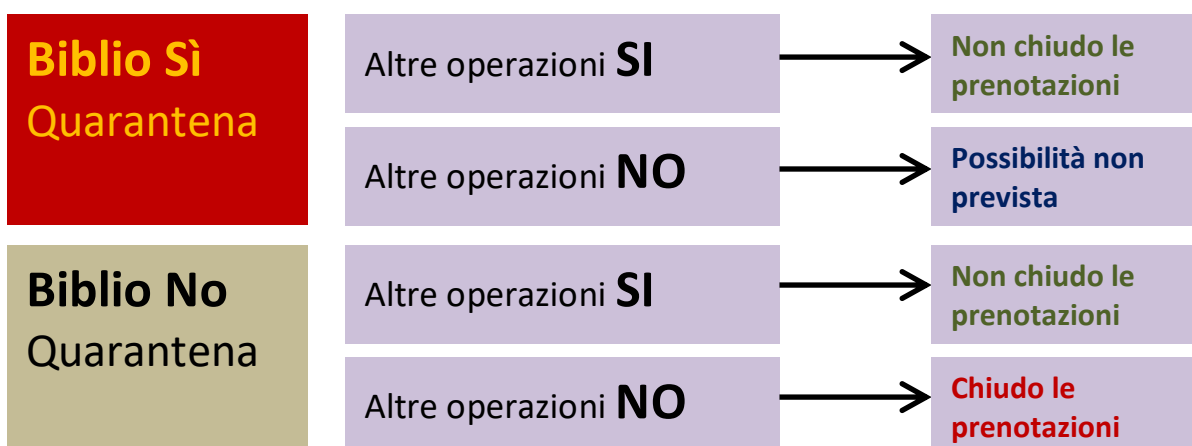 Biblio Sì
Quarantena
Altre operazioni SI
Non chiudo le
prenotazioni
Altre operazioni NO
Possibilità non
prevista
Biblio No
Quarantena
Altre operazioni SI
Non chiudo le
prenotazioni
Altre operazioni NO
Chiudo le
prenotazioni